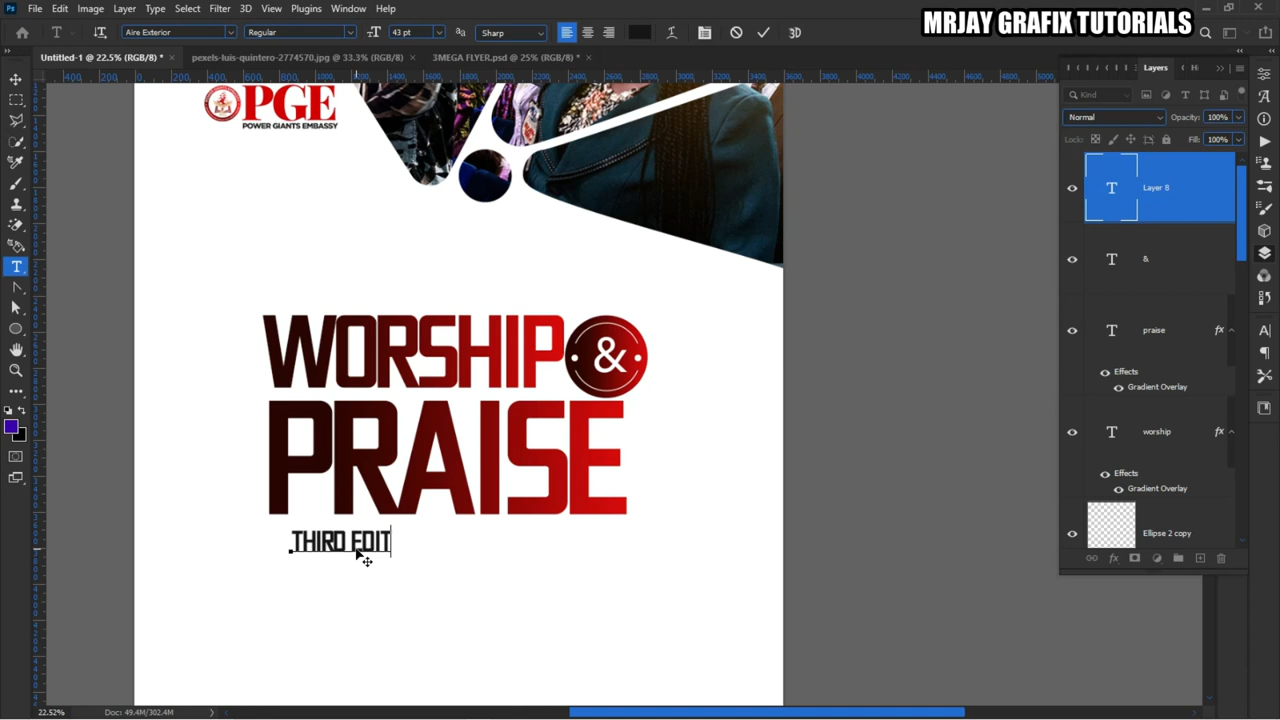 MRJAY GRAFIX TUTORIALS
Ps File Edit Image Layer Type Select Filter 3D View Plugins Window Help
T Aire Exterior Regular 43 pt Sharp 3D
Untitled-1 @ 22.5% (RGB/8) * × pexels-luis-quintero-2774570.jpg @ 33.3% (RGB/8) × 3MEGA FLYER.psd @ 25% (RGB/8) * ×
Layers
Kind
Normal Opacity: 100%
Lock: Fill: 100%
T Layer 8
T &
T praise fx
Effects
Gradient Overlay
T worship fx
Effects
Gradient Overlay
Ellipse 2 copy
PGE
POWER GIANTS EMBASSY
WORSHIP &
PRAISE
THIRD EDIT
22.52% Doc: 49.4M/302.4M